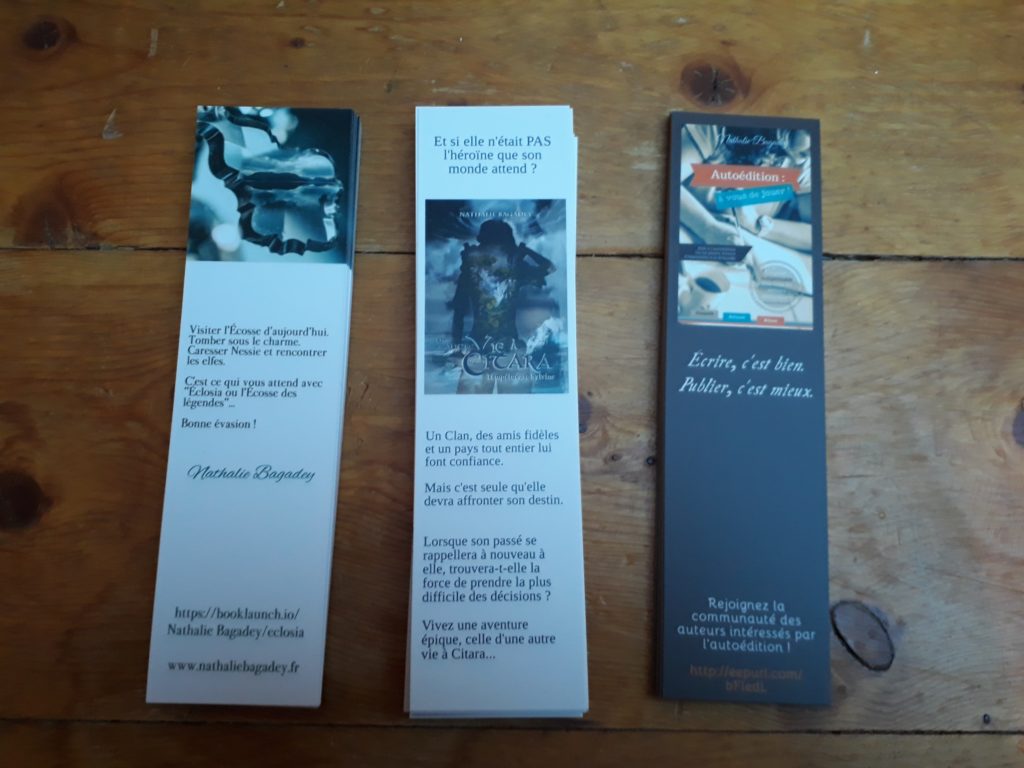 Visiter l'Écosse d'aujourd'hui.
Tomber sous le charme.
Caresser Nessie et rencontrer
les elfes.
C'est ce qui vous attend avec
"Eclosia ou l'Écosse des
légendes"...
Bonne évasion !
Nathalie Bagadey
https://booklaunch.io/
Nathalie Bagadey/eclosia
www.nathaliebagadey.fr
Et si elle n'était PAS
l'héroïne que son
monde attend ?
NATHALIE BAGADEY
Vie à
Citara
Un Clan, des amis fidèles
et un pays tout entier lui
font confiance.
Mais c'est seule qu'elle
devra affronter son destin.
Lorsque son passé se
rappellera à nouveau à
elle, trouvera-t-elle la
force de prendre la plus
difficile des décisions ?
Vivez une aventure
épique, celle d'une autre
vie à Citara...
Nathalie Bagadey
Autoédition :
à vous de jouer !
Écrire, c'est bien.
Publier, c'est mieux.
Rejoignez la
communauté des
auteurs intéressés par
l'autoédition !
http://eepurl.com/
bFiedL